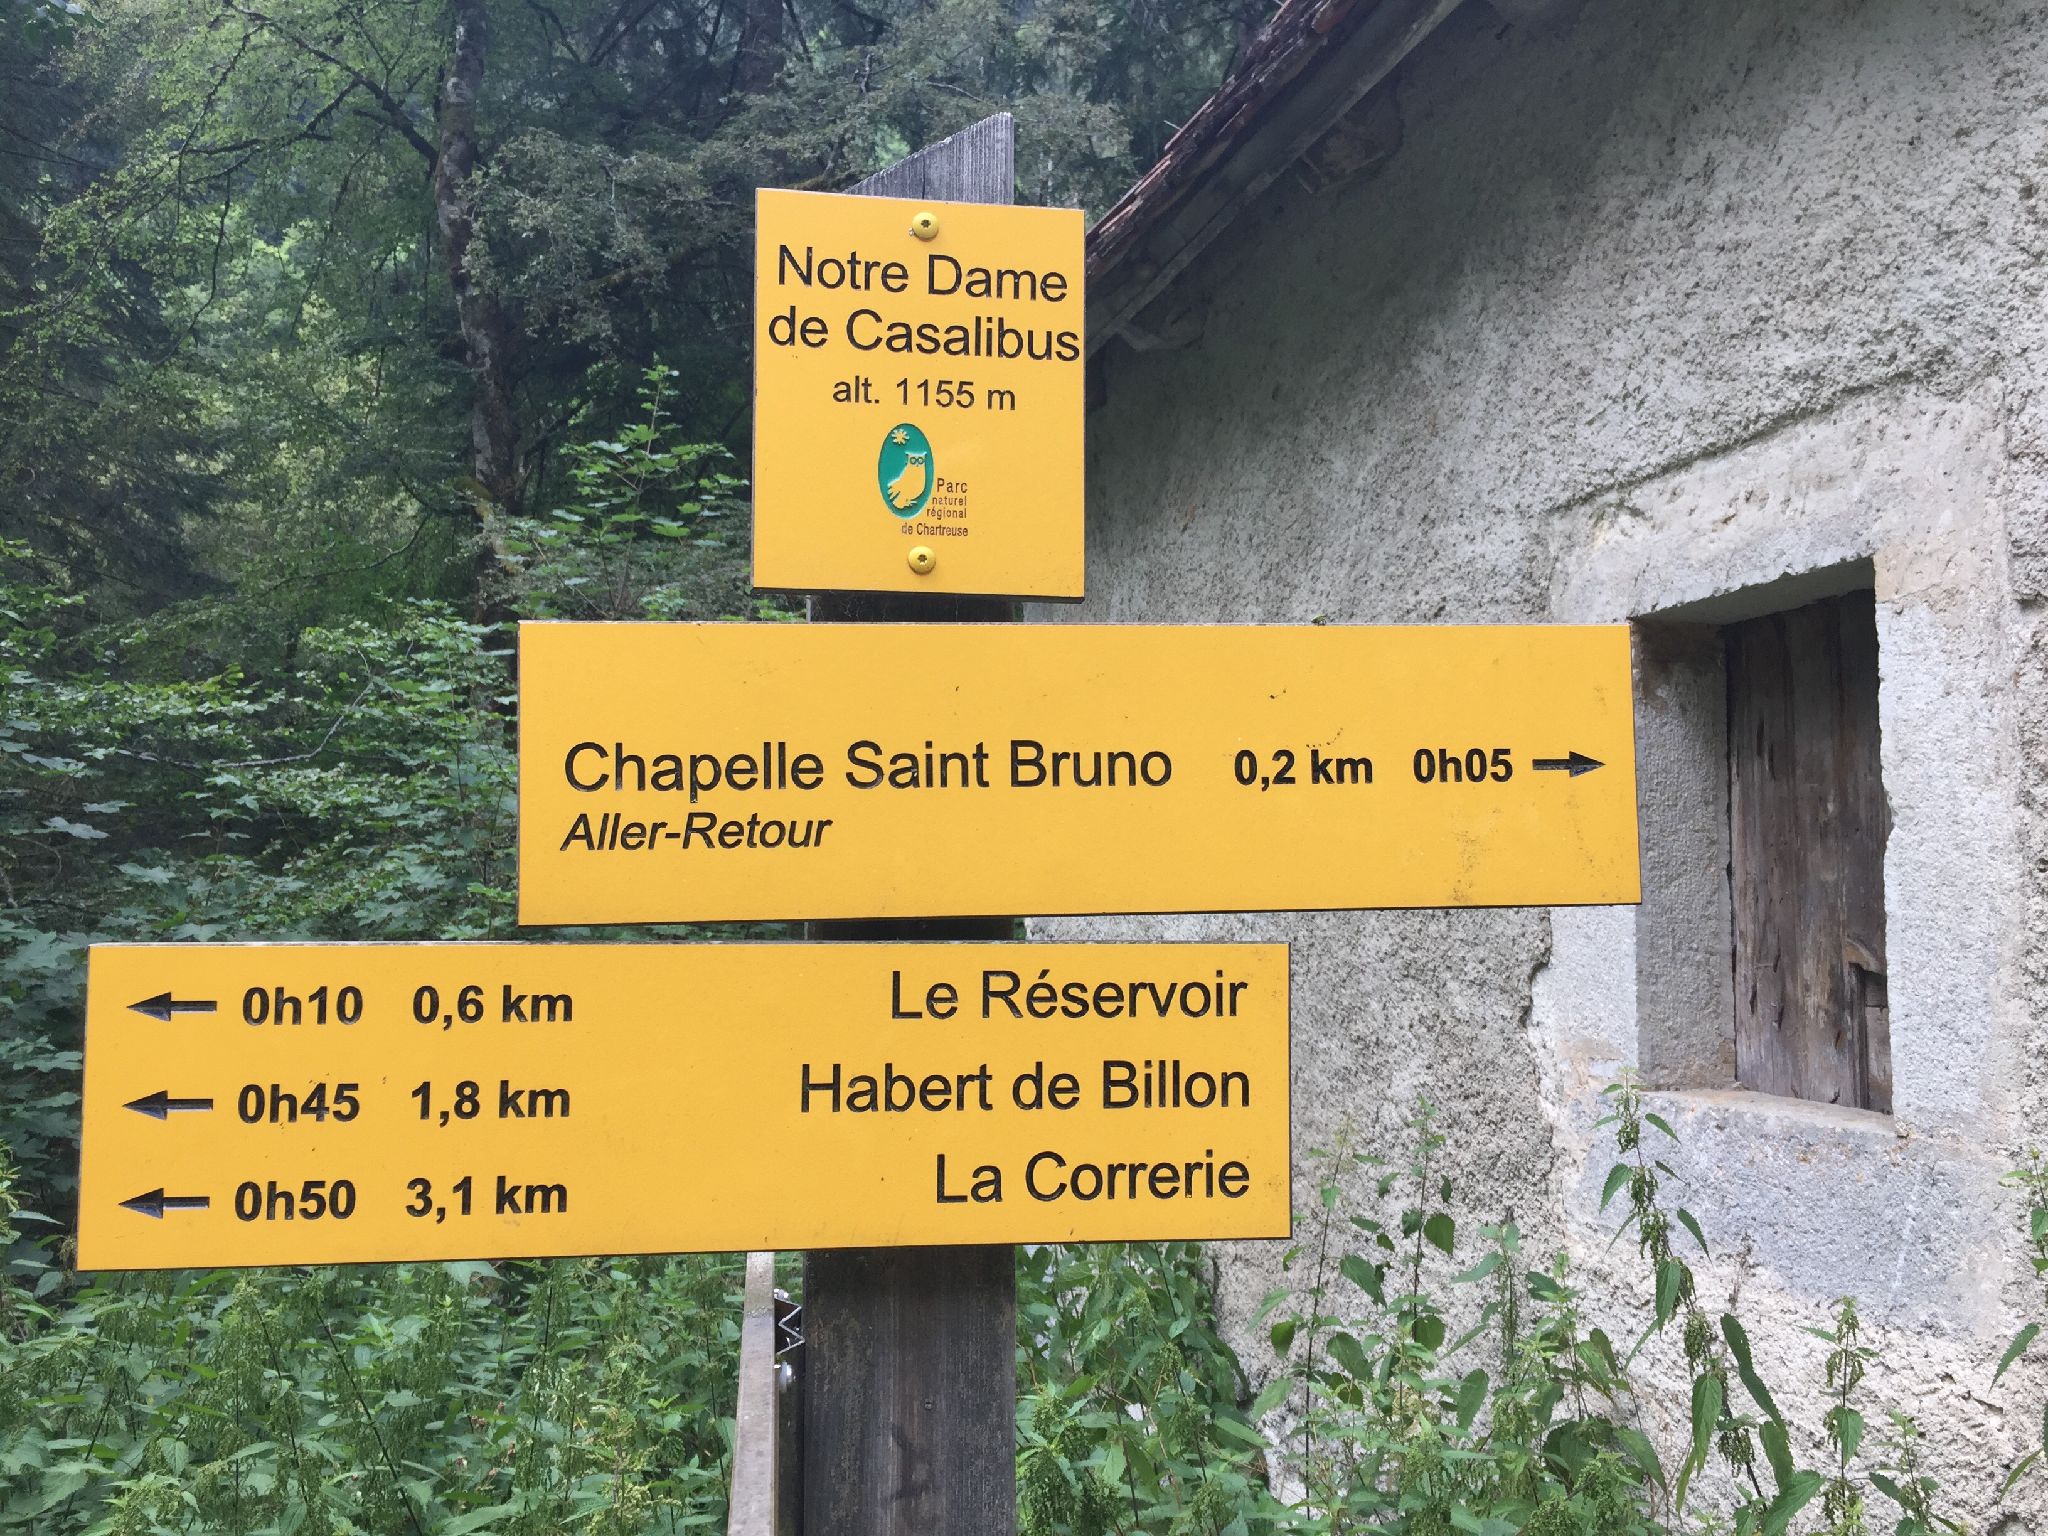 Notre Dame
de Casalibus
alt. 1155 m
Parc
naturel
régional
de Chartreuse
Chapelle Saint Bruno 0,2 km 0h05 →
Aller-Retour
← 0h10 0,6 km Le Réservoir
← 0h45 1,8 km Habert de Billon
← 0h50 3,1 km La Correrie